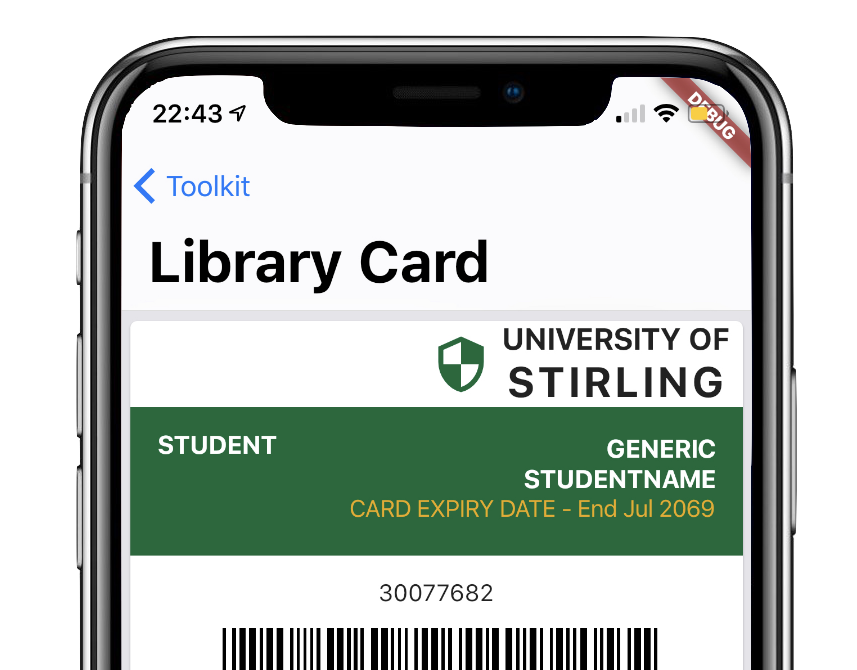 22:43
DEBUG
Toolkit
Library Card
UNIVERSITY OF
STIRLING
STUDENT
GENERIC
STUDENTNAME
CARD EXPIRY DATE - End Jul 2069
30077682